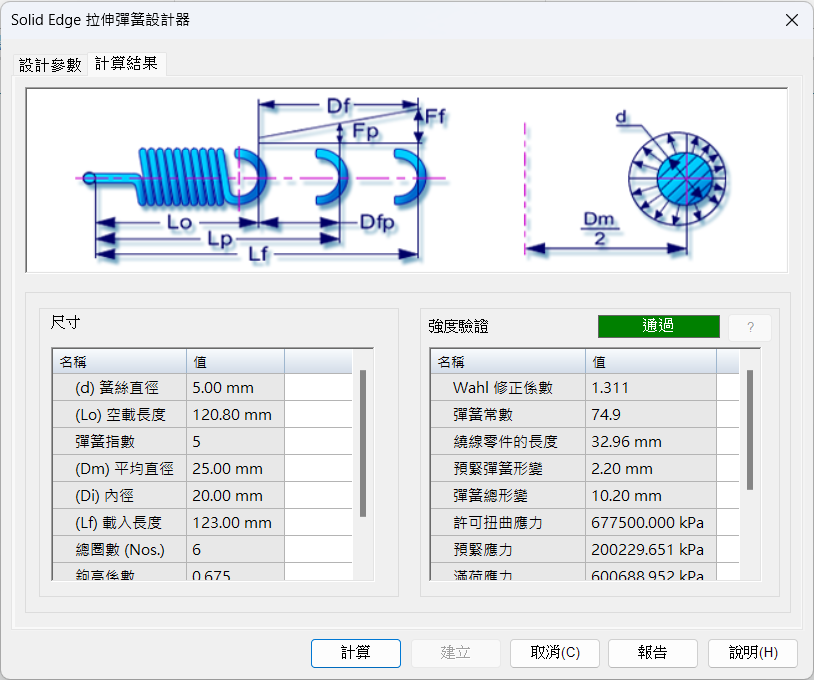 Solid Edge 拉伸彈簧設計器
設計參數 計算結果
Df
Ff
Fp
d
Lo
Dfp
Lp
Lf
Dm
2
尺寸
名稱 值
(d) 簧絲直徑 5.00 mm
(Lo) 空載長度 120.80 mm
彈簧指數 5
(Dm) 平均直徑 25.00 mm
(Di) 內徑 20.00 mm
(Lf) 載入長度 123.00 mm
總圈數 (Nos.) 6
鉤高係數 0.675
強度驗證 通過 ?
名稱 值
Wahl 修正係數 1.311
彈簧常數 74.9
繞線零件的長度 32.96 mm
預緊彈簧形變 2.20 mm
彈簧總形變 10.20 mm
許可扭曲應力 677500.000 kPa
預緊應力 200229.651 kPa
滿荷應力 600688.952 kPa
計算 建立 取消(C) 報告 說明(H)